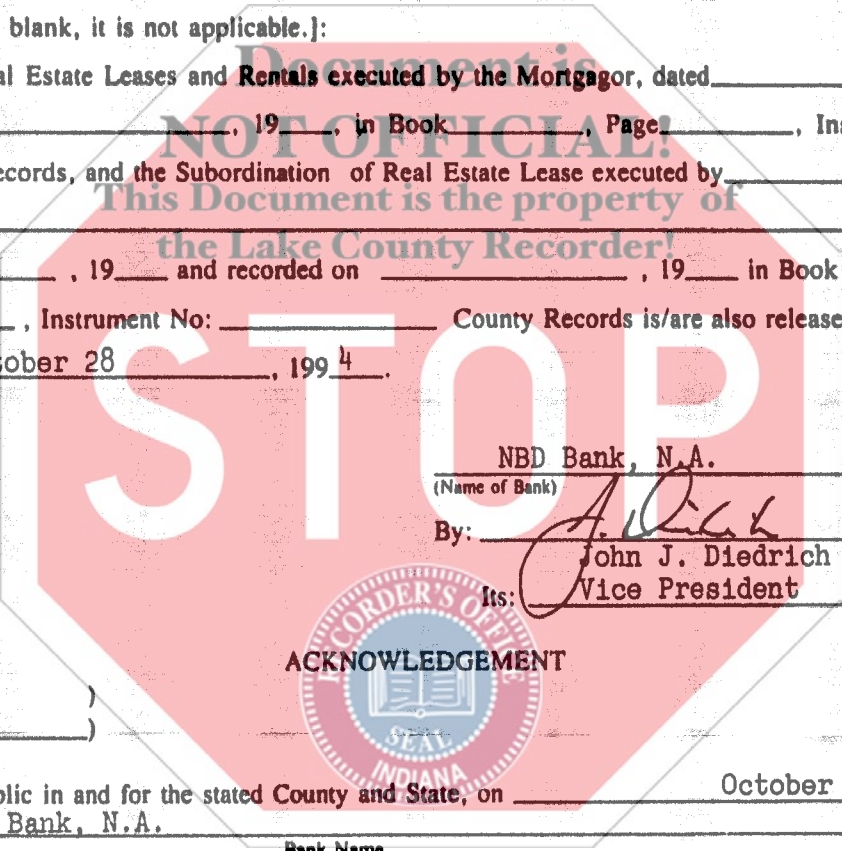 blank, it is not applicable.]:
Document is
al Estate Leases and Rentals executed by the Mortgagor, dated
NOT OFFICIAL!
, 19 , in Book , Page , Ins
ecords, and the Subordination of Real Estate Lease executed by
This Document is the property of
the Lake County Recorder!
, 19 and recorded on , 19 in Book
, Instrument No: County Records is/are also release
ober 28 , 1994.
STOP
NBD Bank, N.A.
(Name of Bank)
By: J. Diedrich
John J. Diedrich
Its: Vice President
RECORDER'S OFFICE
ACKNOWLEDGEMENT
)
)
SEAL
INDIANA
blic in and for the stated County and State, on October
Bank, N.A.
Bank Name